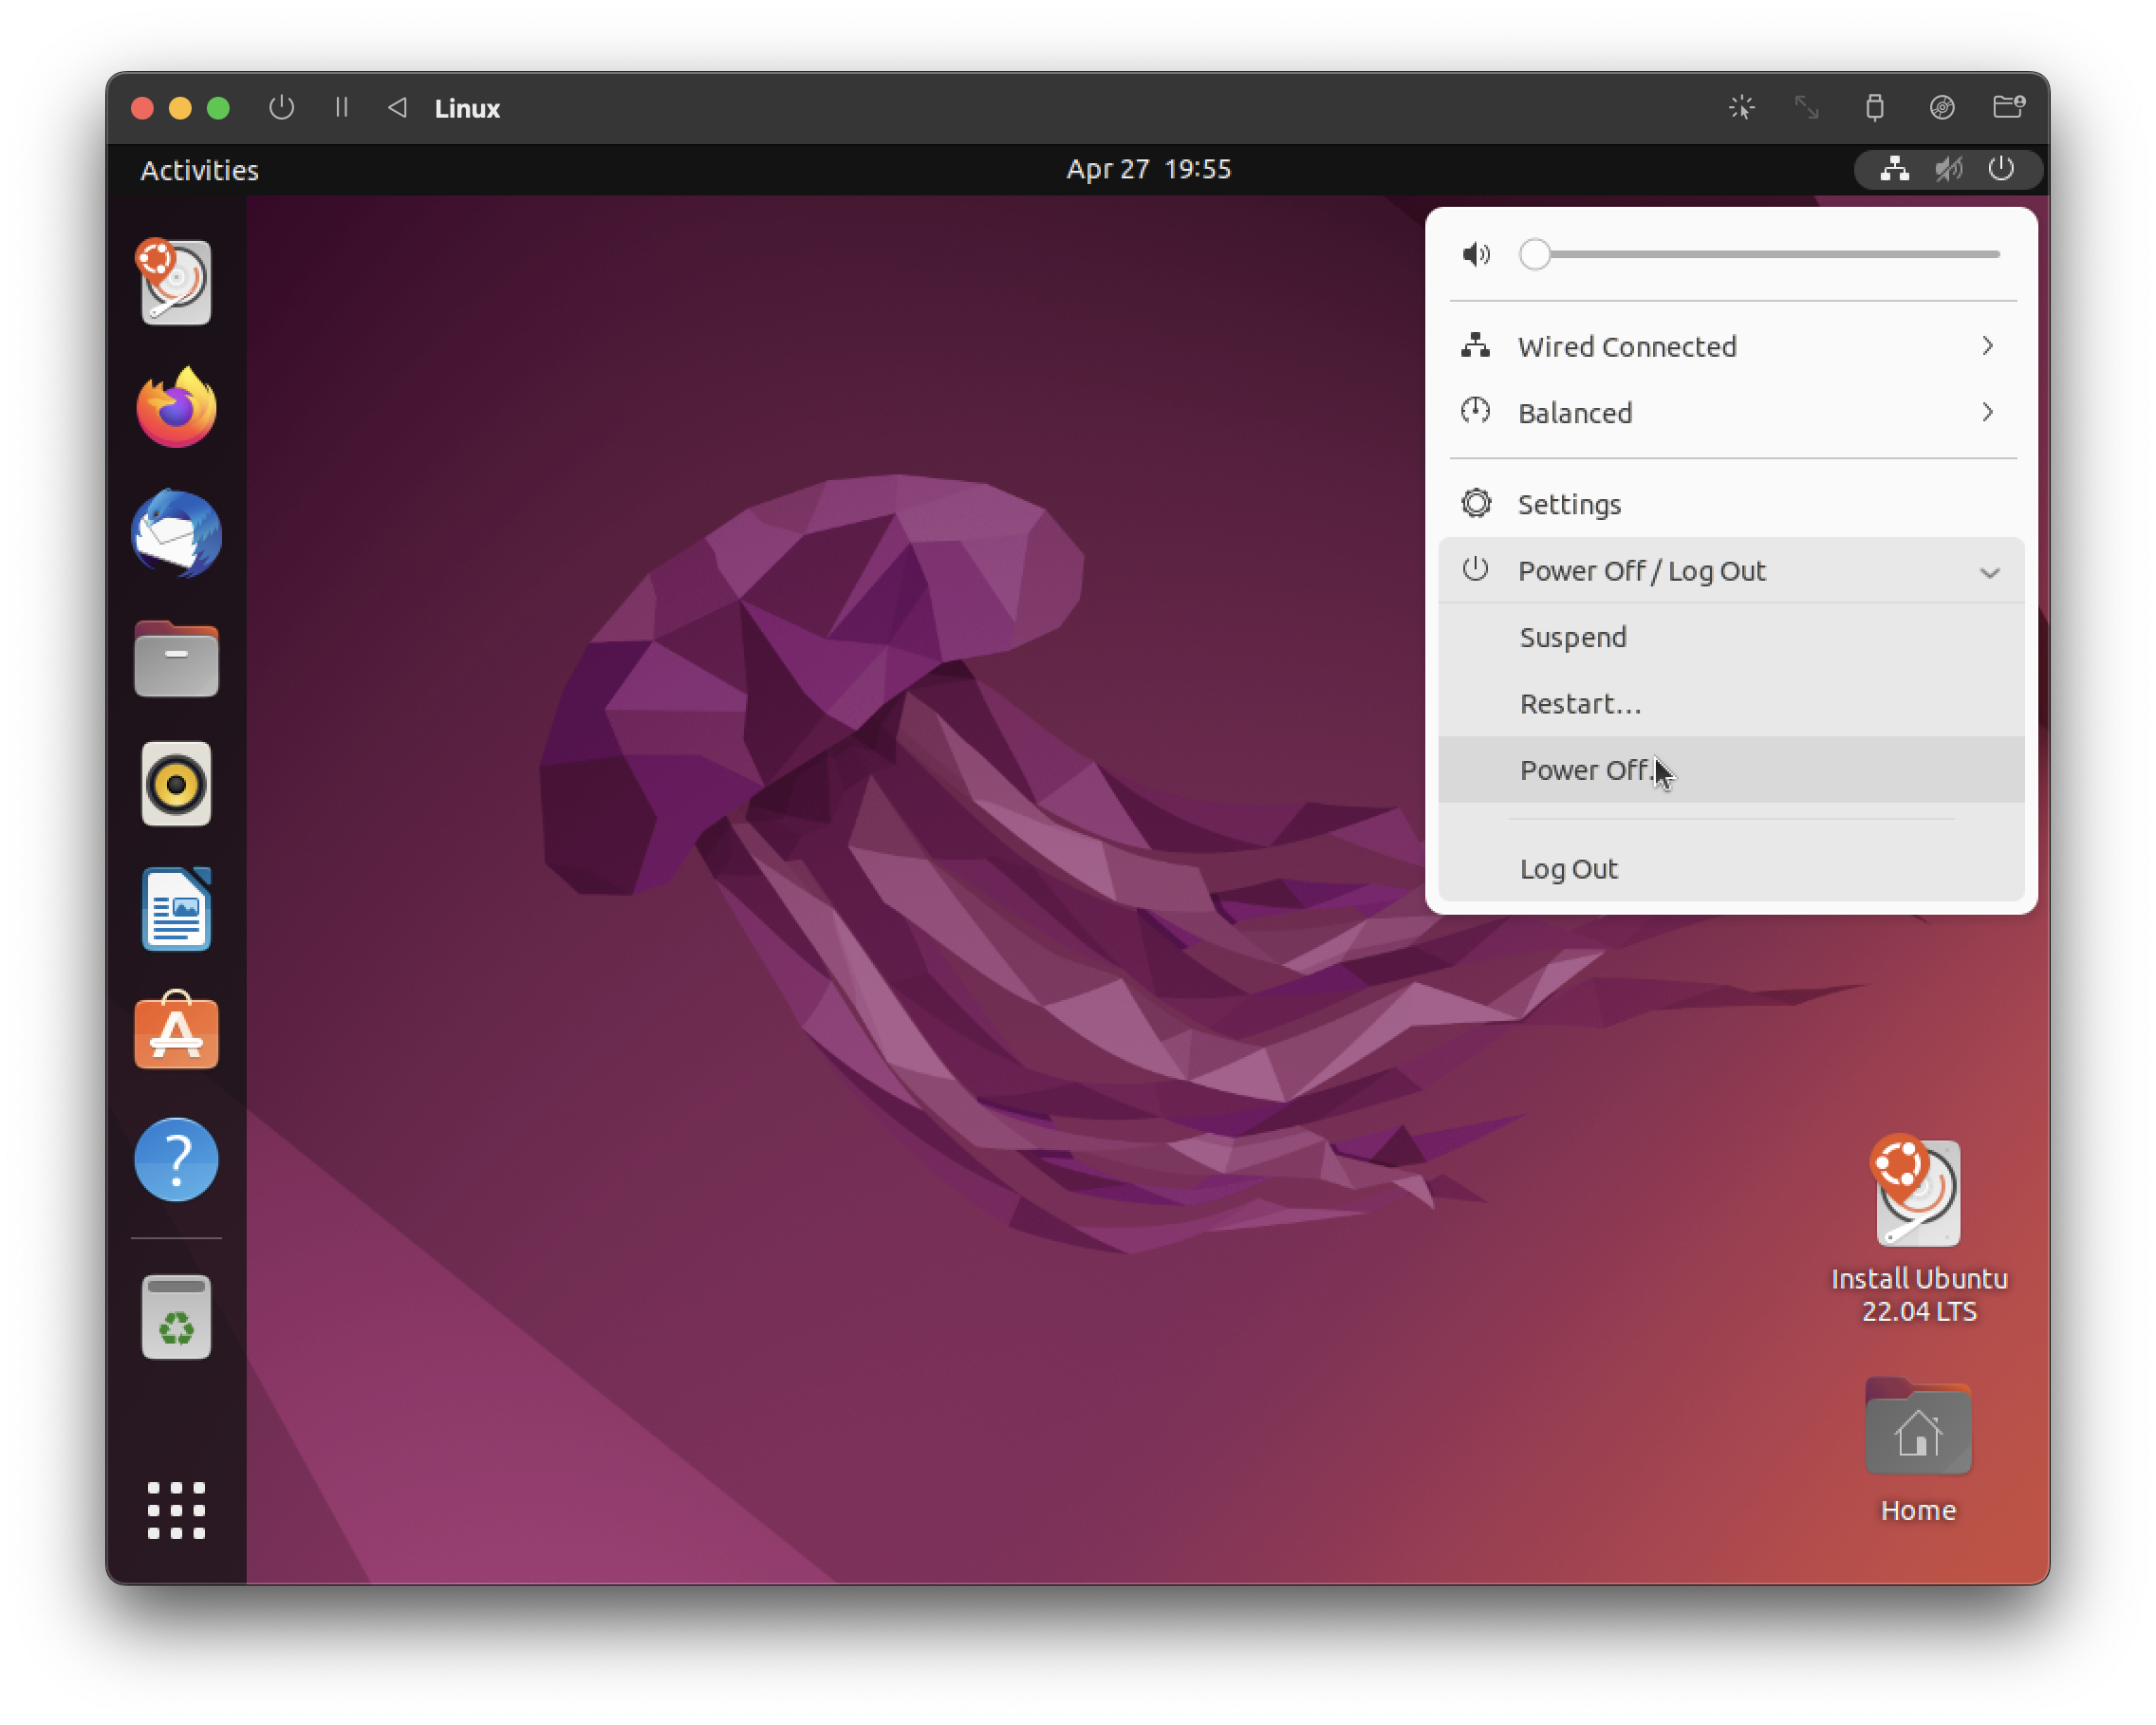 Linux
Activities
Apr 27 19:55
Wired Connected
Balanced
Settings
Power Off / Log Out
Suspend
Restart...
Power Off
Log Out
Install Ubuntu
22.04 LTS
Home